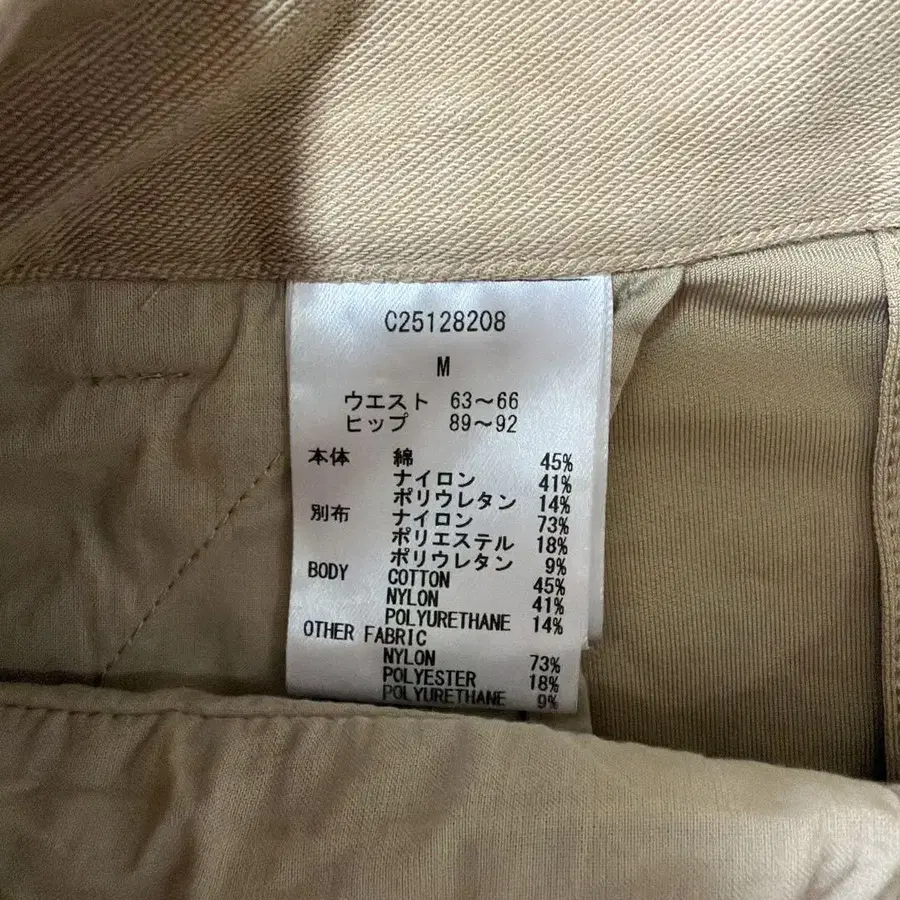 C25128208
M
ウエスト 63～66
ヒップ 89～92
本体 綿 45%
ナイロン 41%
ポリウレタン 14%
別布 ナイロン 73%
ポリエステル 18%
ポリウレタン 9%
BODY COTTON 45%
NYLON 41%
POLYURETHANE 14%
OTHER FABRIC
NYLON 73%
POLYESTER 18%
POLYURETHANE 9%